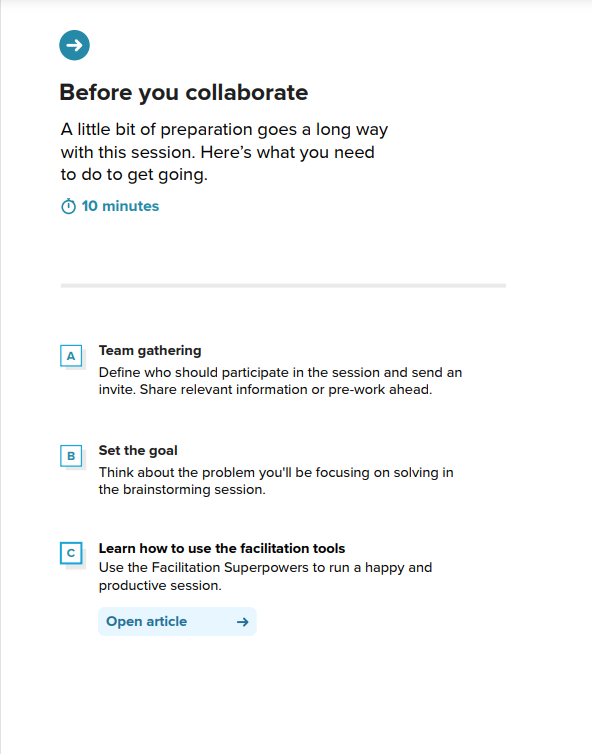 Before you collaborate
A little bit of preparation goes a long way
with this session. Here’s what you need
to do to get going.
10 minutes
A
Team gathering
Define who should participate in the session and send an
invite. Share relevant information or pre-work ahead.
B
Set the goal
Think about the problem you'll be focusing on solving in
the brainstorming session.
C
Learn how to use the facilitation tools
Use the Facilitation Superpowers to run a happy and
productive session.
Open article